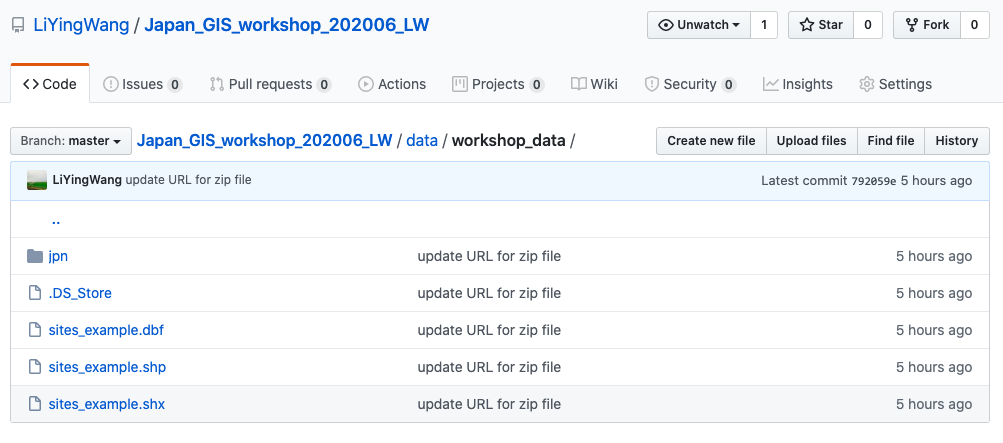 LiYingWang / Japan_GIS_workshop_202006_LW Unwatch 1 Star 0 Fork 0
Code Issues 0 Pull requests 0 Actions Projects 0 Wiki Security 0 Insights Settings
Branch: master Japan_GIS_workshop_202006_LW / data / workshop_data / Create new file Upload files Find file History
LiYingWang update URL for zip file Latest commit 792059e 5 hours ago
..
jpn update URL for zip file 5 hours ago
.DS_Store update URL for zip file 5 hours ago
sites_example.dbf update URL for zip file 5 hours ago
sites_example.shp update URL for zip file 5 hours ago
sites_example.shx update URL for zip file 5 hours ago